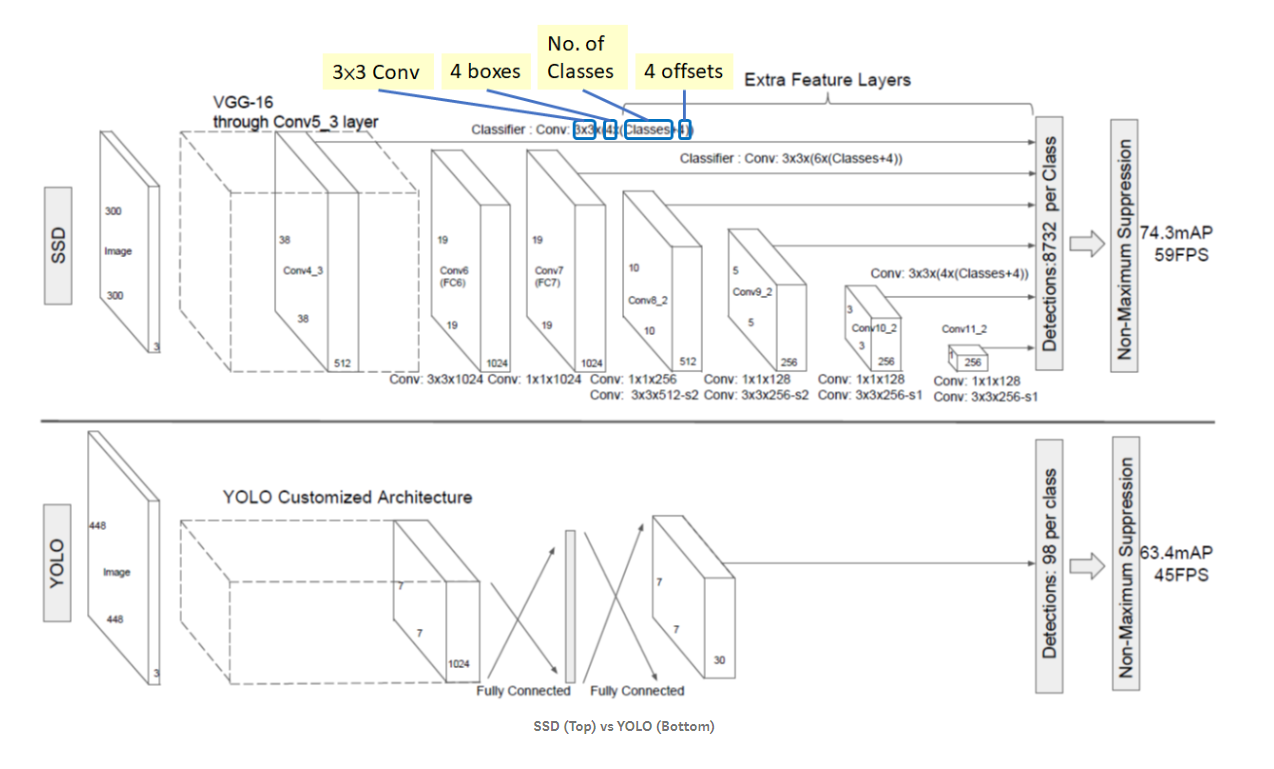 No. of
Classes
3x3 Conv
4 boxes
4 offsets
Extra Feature Layers
VGG-16
through Conv5_3 layer
Classifier : Conv: 3x3x(4x(Classes+4))
Classifier : Conv: 3x3x(6x(Classes+4))
SSD
300
Image
300
3
38
Conv4_3
38
512
19
Conv6
(FC6)
19
1024
19
Conv7
(FC7)
19
1024
10
Conv8_2
10
512
5
Conv9_2
5
256
Conv: 3x3x(4x(Classes+4))
3
Conv10_2
3
256
Conv11_2
1
256
Detections:8732 per Class
Non-Maximum Suppression
74.3mAP
59FPS
Conv: 3x3x1024
Conv: 1x1x1024
Conv: 1x1x256
Conv: 3x3x512-s2
Conv: 1x1x128
Conv: 3x3x256-s2
Conv: 1x1x128
Conv: 3x3x256-s1
Conv: 1x1x128
Conv: 3x3x256-s1
YOLO
448
Image
448
3
YOLO Customized Architecture
7
7
1024
Fully Connected
Fully Connected
7
7
30
Detections: 98 per class
Non-Maximum Suppression
63.4mAP
45FPS
SSD (Top) vs YOLO (Bottom)